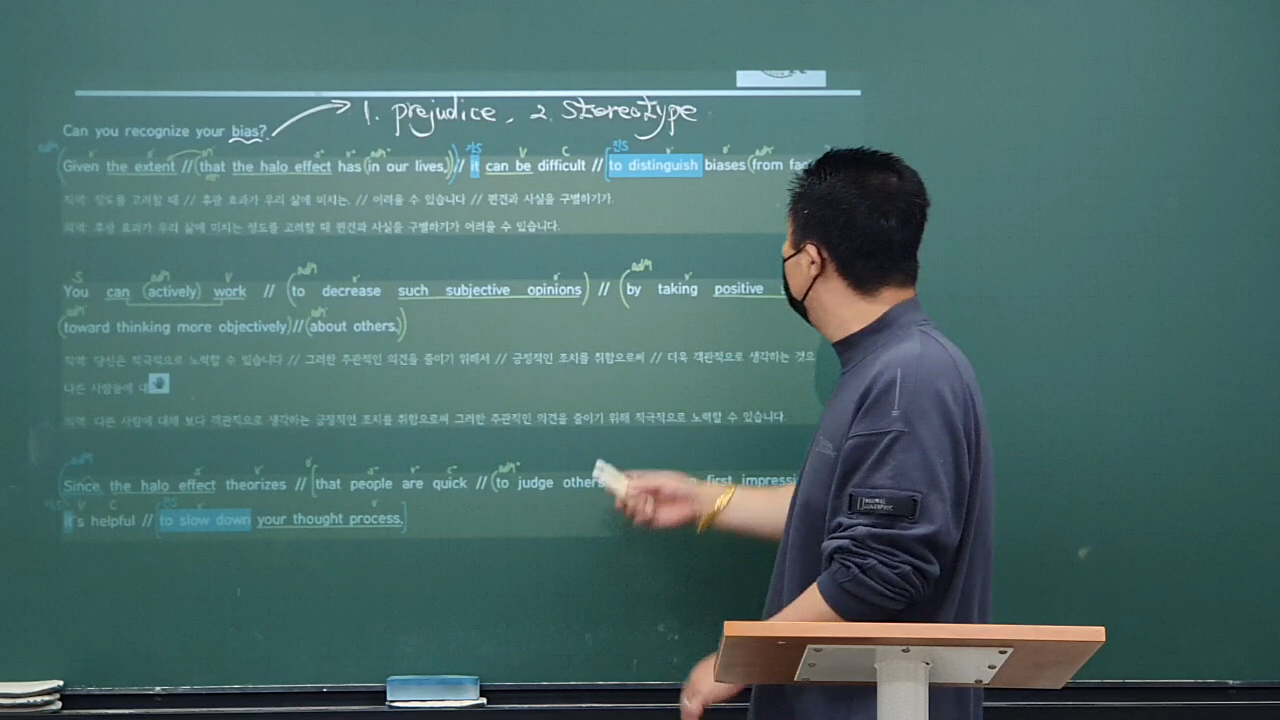 1. prejudice, 2. Stereotype
Can you recognize your bias?
Given the extent // (that the halo effect has (in our lives,)) // it can be difficult // [to distinguish biases (from
직역: 정도를 고려할 때 // 후광 효과가 우리 삶에 미치는, // 어려울 수 있습니다 // 편견과 사실을 구별하기가.
의역: 후광 효과가 우리 삶에 미치는 정도를 고려할 때 편견과 사실을 구별하기가 어려울 수 있습니다.
You can (actively) work // (to decrease such subjective opinions) // (by taking positive
(toward thinking more objectively) // (about others.))
직역: 당신은 적극적으로 노력할 수 있습니다 // 그러한 주관적인 의견을 줄이기 위해서 // 긍정적인 조치를 취함으로써 // 더욱 객관적으로 생각하는
다른 사람들에
의역: 다른 사람에 대해 보다 객관적으로 생각하는 긍정적인 조치를 취함으로써 그러한 주관적인 의견을 줄이기 위해 적극적으로 노력할 수 있습니다.
Since the halo effect theorizes // [that people are quick // (to judge others first
it's helpful // [to slow down your thought process.]